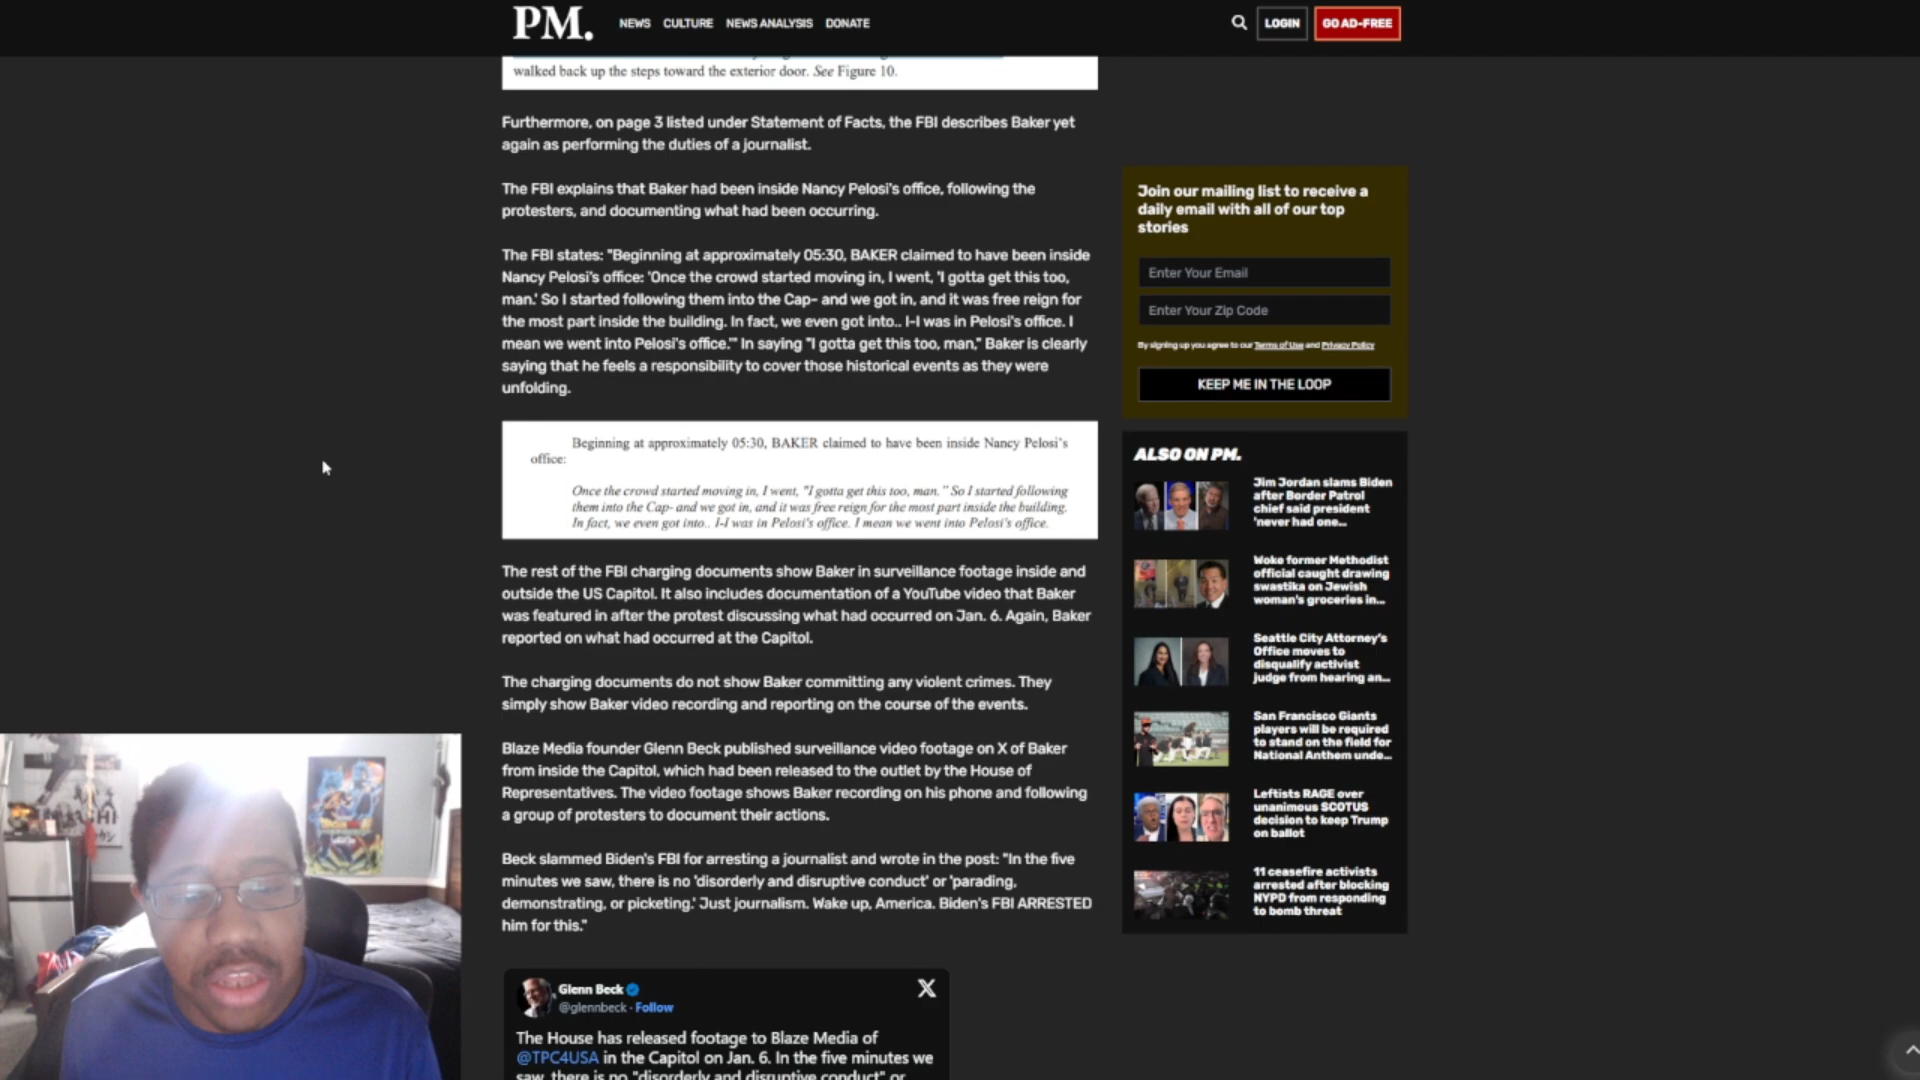 PM. NEWS CULTURE NEWS ANALYSIS DONATE LOGIN GO AD-FREE
walked back up the steps toward the exterior door. See Figure 10.
Furthermore, on page 3 listed under Statement of Facts, the FBI describes Baker yet
again as performing the duties of a journalist.
The FBI explains that Baker had been inside Nancy Pelosi's office, following the
protesters, and documenting what had been occurring.
The FBI states: "Beginning at approximately 05:30, BAKER claimed to have been inside
Nancy Pelosi's office: 'Once the crowd started moving in, I went, 'I gotta get this too,
man.' So I started following them into the Cap- and we got in, and it was free reign for
the most part inside the building. In fact, we even got into.. I-I was in Pelosi's office. I
mean we went into Pelosi's office.'" In saying "I gotta get this too, man," Baker is clearly
saying that he feels a responsibility to cover those historical events as they were
unfolding.
Beginning at approximately 05:30, BAKER claimed to have been inside Nancy Pelosi's
office:
Once the crowd started moving in, I went, "I gotta get this too, man." So I started following
them into the Cap- and we got in, and it was free reign for the most part inside the building.
In fact, we even got into.. I-I was in Pelosi's office. I mean we went into Pelosi's office.
The rest of the FBI charging documents show Baker in surveillance footage inside and
outside the US Capitol. It also includes documentation of a YouTube video that Baker
was featured in after the protest discussing what had occurred on Jan. 6. Again, Baker
reported on what had occurred at the Capitol.
The charging documents do not show Baker committing any violent crimes. They
simply show Baker video recording and reporting on the course of the events.
Blaze Media founder Glenn Beck published surveillance video footage on X of Baker
from inside the Capitol, which had been released to the outlet by the House of
Representatives. The video footage shows Baker recording on his phone and following
a group of protesters to document their actions.
Beck slammed Biden's FBI for arresting a journalist and wrote in the post: "In the five
minutes we saw, there is no 'disorderly and disruptive conduct' or 'parading,
demonstrating, or picketing.' Just journalism. Wake up, America. Biden's FBI ARRESTED
him for this."
Glenn Beck
@glennbeck · Follow
The House has released footage to Blaze Media of
@TPC4USA in the Capitol on Jan. 6. In the five minutes we
saw, there is no "disorderly and disruptive conduct" or
Join our mailing list to receive a
daily email with all of our top
stories
Enter Your Email
Enter Your Zip Code
By signing up you agree to our Terms of Use and Privacy Policy
KEEP ME IN THE LOOP
ALSO ON PM.
Jim Jordan slams Biden
after Border Patrol
chief said president
'never had one...
Woke former Methodist
official caught drawing
swastika on Jewish
woman's groceries in...
Seattle City Attorney's
Office moves to
disqualify activist
judge from hearing an...
San Francisco Giants
players will be required
to stand on the field for
National Anthem unde...
Leftists RAGE over
unanimous SCOTUS
decision to keep Trump
on ballot
11 ceasefire activists
arrested after blocking
NYPD from responding
to bomb threat